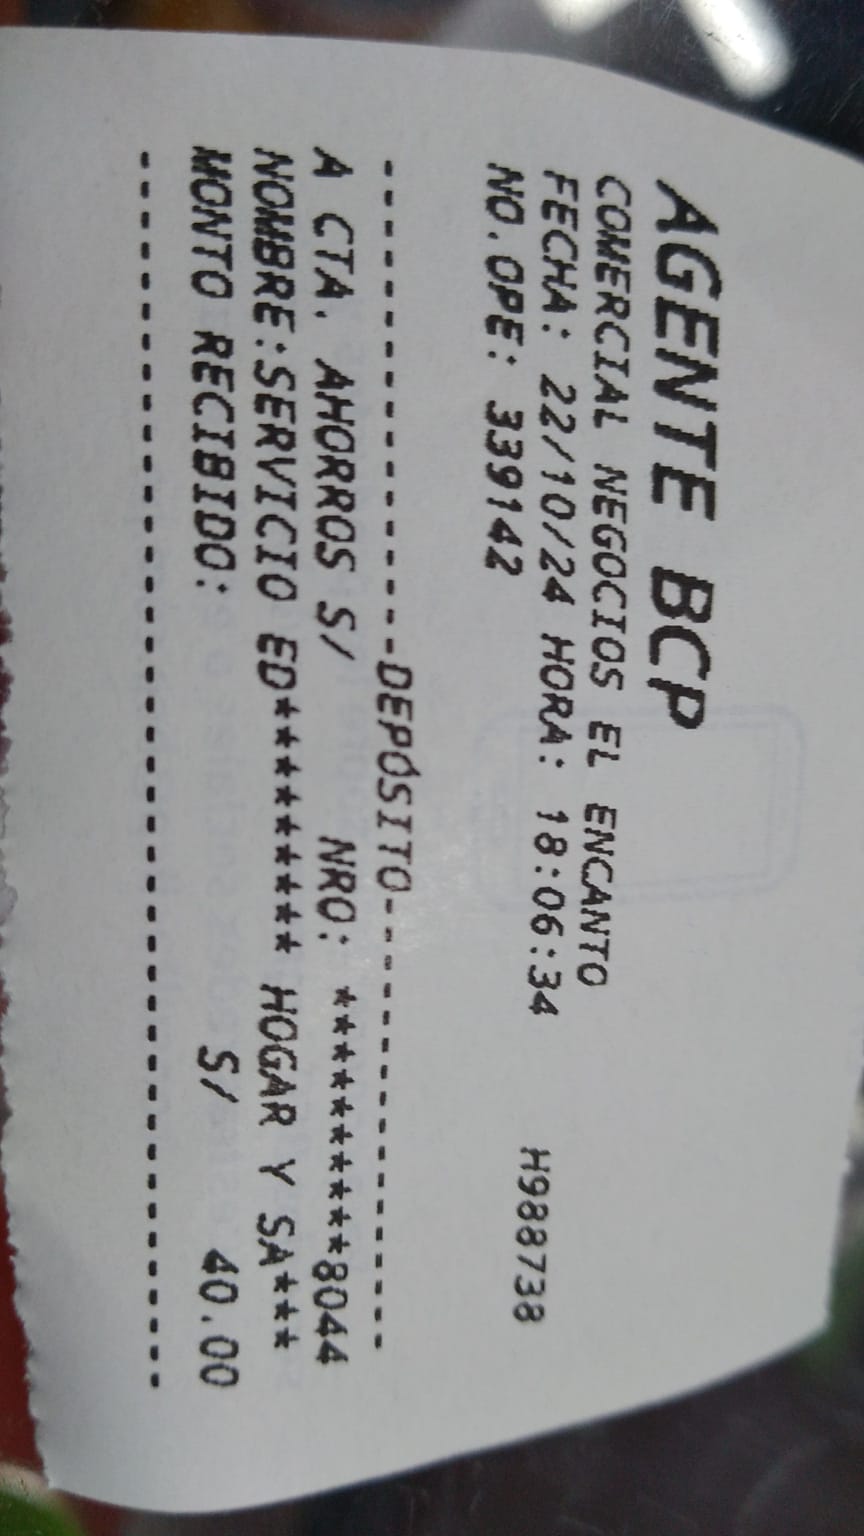 AGENTE BCP
COMERCIAL NEGOCIOS EL ENCANTO
FECHA: 22/10/24 HORA: 18:06:34 H988738
NO.OPE: 339142
---------------DEPÓSITO---------------
A CTA. AHORROS S/ NRO: **********8044
NOMBRE:SERVICIO ED*********** HOGAR Y SA***
MONTO RECIBIDO: S/ 40.00
------------------------------------------